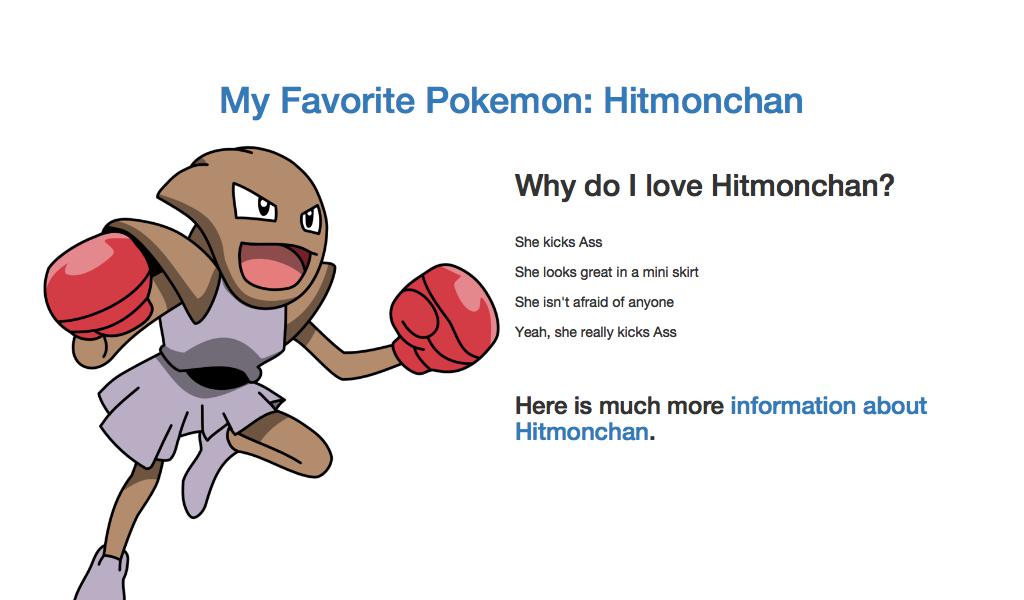 My Favorite Pokemon: Hitmonchan
Why do I love Hitmonchan?
She kicks Ass
She looks great in a mini skirt
She isn't afraid of anyone
Yeah, she really kicks Ass
Here is much more information about
Hitmonchan.